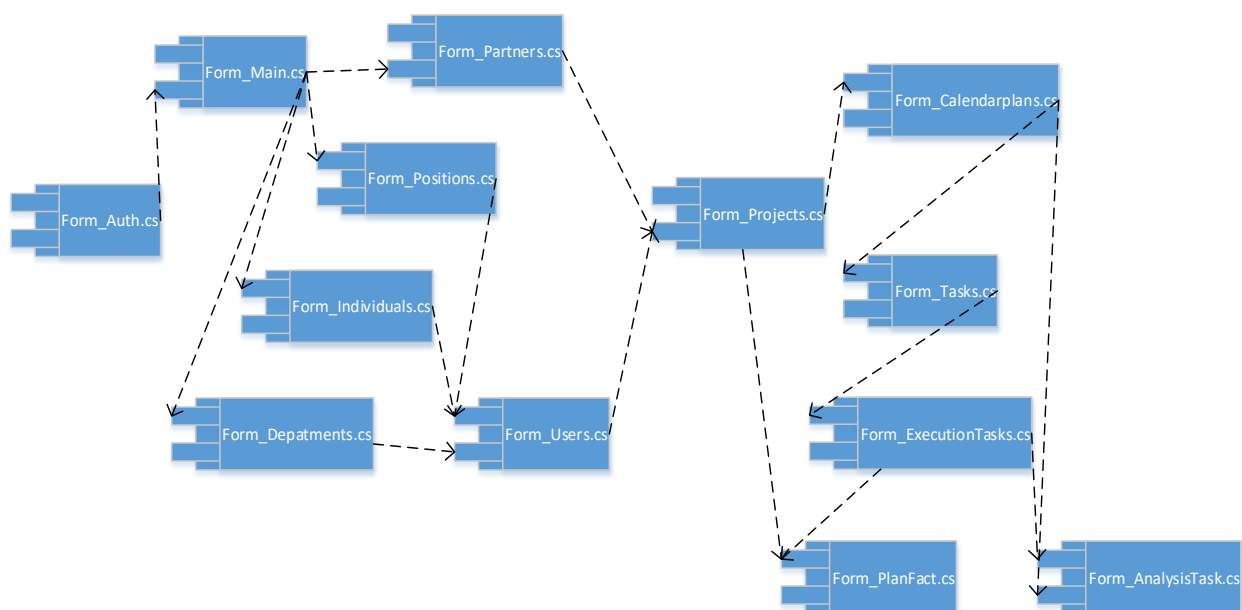 Form_Partners.cs
Form_Main.cs
Form_Calendarplans.cs
Form_Positions.cs
Form_Auth.cs
Form_Projects.cs
Form_Tasks.cs
Form_Individuals.cs
Form_Depatments.cs
Form_Users.cs
Form_ExecutionTasks.cs
Form_PlanFact.cs
Form_AnalysisTask.cs